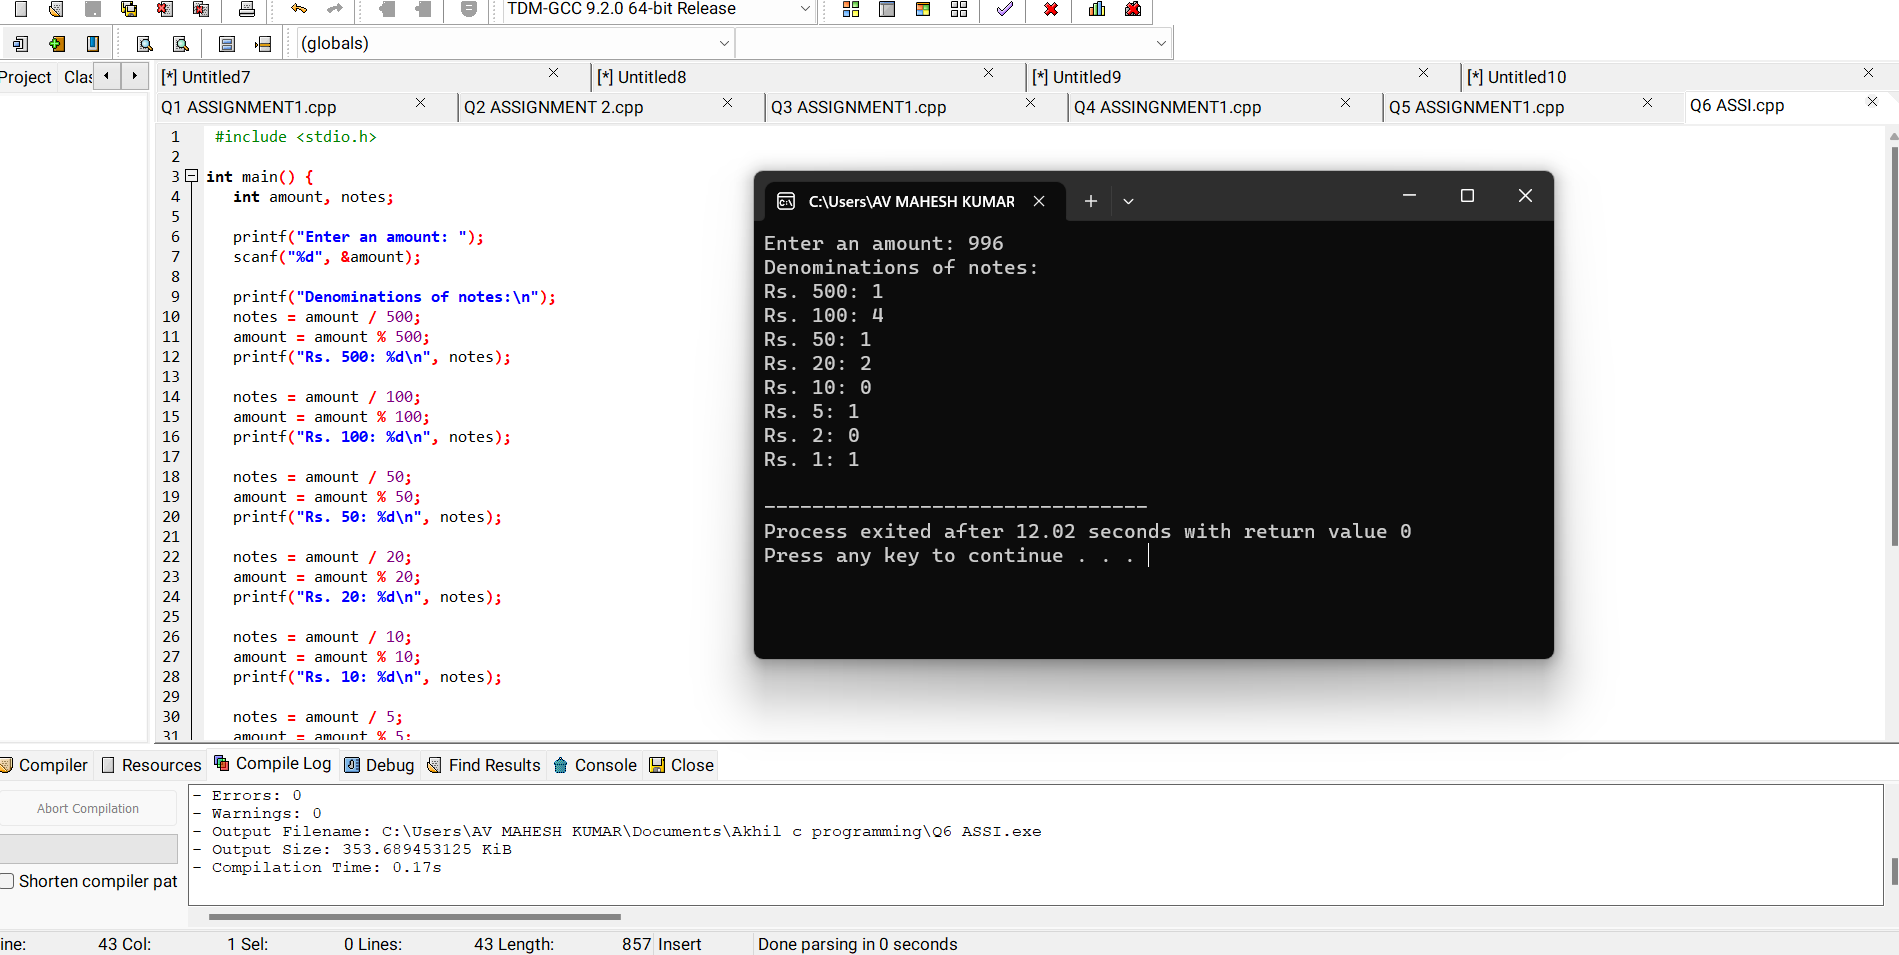 TDM-GCC 9.2.0 64-bit Release
(globals)
Project Clas
[*] Untitled7 [*] Untitled8 [*] Untitled9 [*] Untitled10
Q1 ASSIGNMENT1.cpp Q2 ASSIGNMENT 2.cpp Q3 ASSIGNMENT1.cpp Q4 ASSINGNMENT1.cpp Q5 ASSIGNMENT1.cpp Q6 ASSI.cpp
1 #include <stdio.h>
2
3 int main() {
4 int amount, notes;
5
6 printf("Enter an amount: ");
7 scanf("%d", &amount);
8
9 printf("Denominations of notes:\n");
10 notes = amount / 500;
11 amount = amount % 500;
12 printf("Rs. 500: %d\n", notes);
13
14 notes = amount / 100;
15 amount = amount % 100;
16 printf("Rs. 100: %d\n", notes);
17
18 notes = amount / 50;
19 amount = amount % 50;
20 printf("Rs. 50: %d\n", notes);
21
22 notes = amount / 20;
23 amount = amount % 20;
24 printf("Rs. 20: %d\n", notes);
25
26 notes = amount / 10;
27 amount = amount % 10;
28 printf("Rs. 10: %d\n", notes);
29
30 notes = amount / 5;
31 amount = amount % 5;
C:\Users\AV MAHESH KUMAR
Enter an amount: 996
Denominations of notes:
Rs. 500: 1
Rs. 100: 4
Rs. 50: 1
Rs. 20: 2
Rs. 10: 0
Rs. 5: 1
Rs. 2: 0
Rs. 1: 1
--------------------------------
Process exited after 12.02 seconds with return value 0
Press any key to continue . . .
Compiler Resources Compile Log Debug Find Results Console Close
Abort Compilation
Shorten compiler pat
- Errors: 0
- Warnings: 0
- Output Filename: C:\Users\AV MAHESH KUMAR\Documents\Akhil c programming\Q6 ASSI.exe
- Output Size: 353.689453125 KiB
- Compilation Time: 0.17s
ine: 43 Col: 1 Sel: 0 Lines: 43 Length: 857 Insert Done parsing in 0 seconds